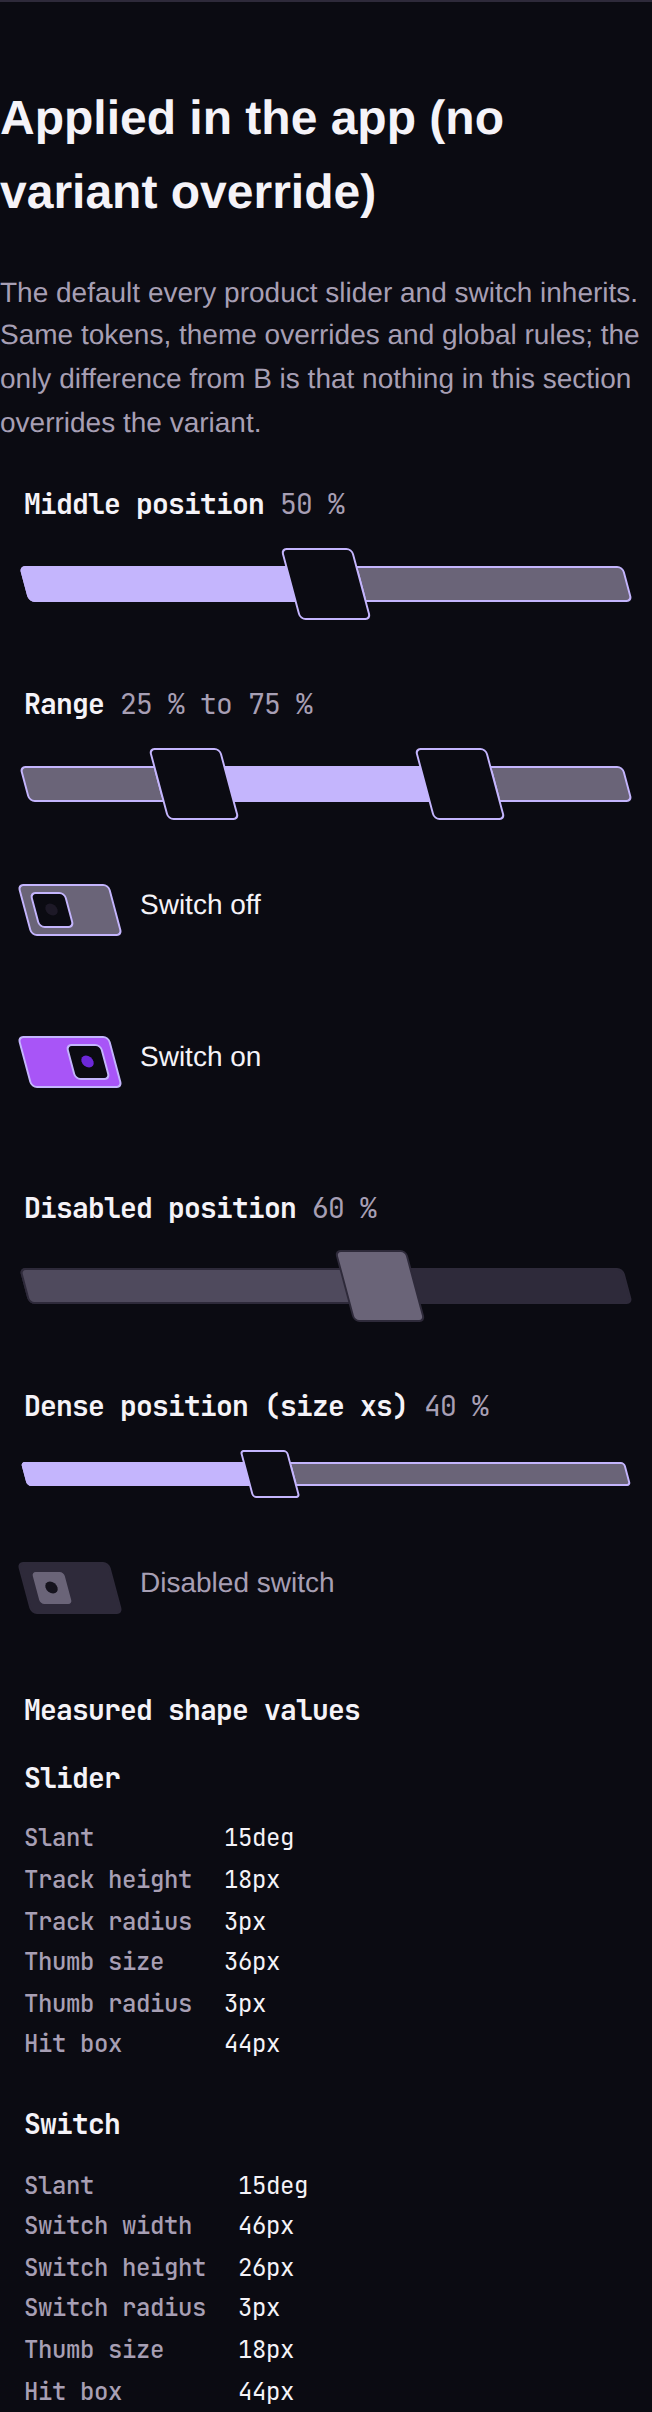 Applied in the app (no
variant override)
The default every product slider and switch inherits.
Same tokens, theme overrides and global rules; the
only difference from B is that nothing in this section
overrides the variant.
Middle position 50 %
Range 25 % to 75 %
Switch off
Switch on
Disabled position 60 %
Dense position (size xs) 40 %
Disabled switch
Measured shape values
Slider
Slant 15deg
Track height 18px
Track radius 3px
Thumb size 36px
Thumb radius 3px
Hit box 44px
Switch
Slant 15deg
Switch width 46px
Switch height 26px
Switch radius 3px
Thumb size 18px
Hit box 44px